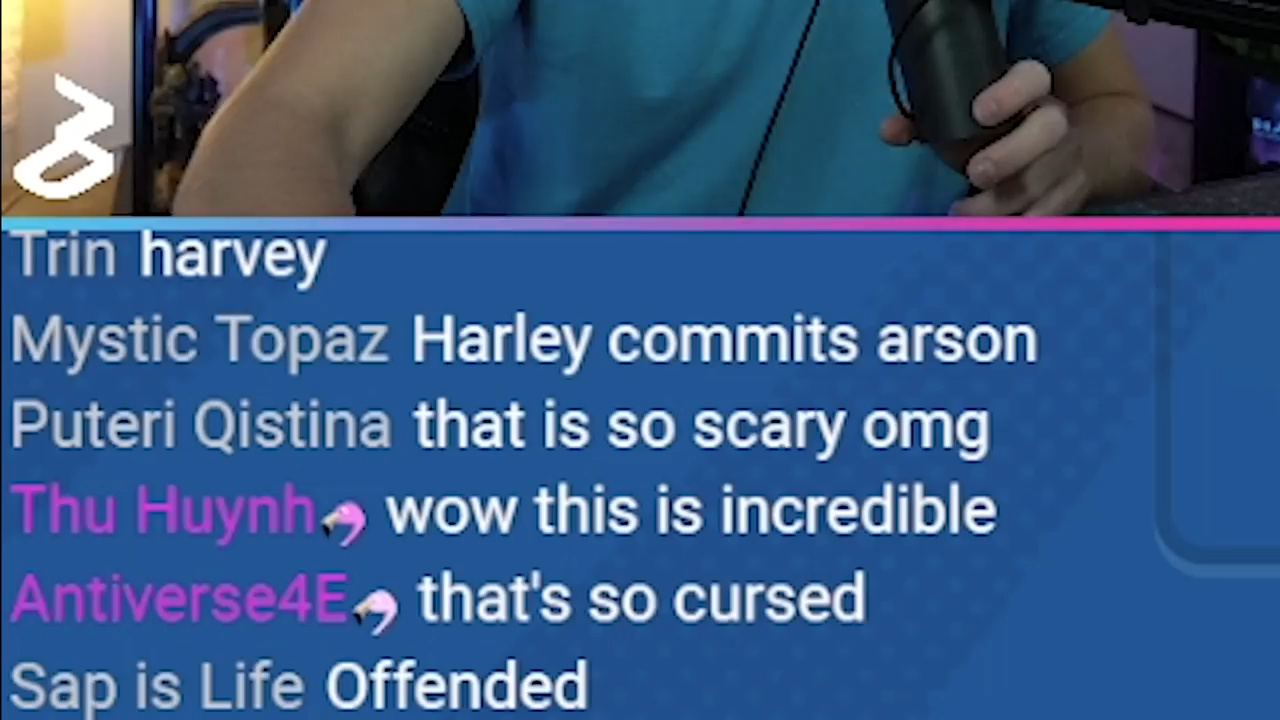 Trin harvey
Mystic Topaz Harley commits arson
Puteri Qistina that is so scary omg
Thu Huynh wow this is incredible
Antiverse4E that's so cursed
Sap is Life Offended